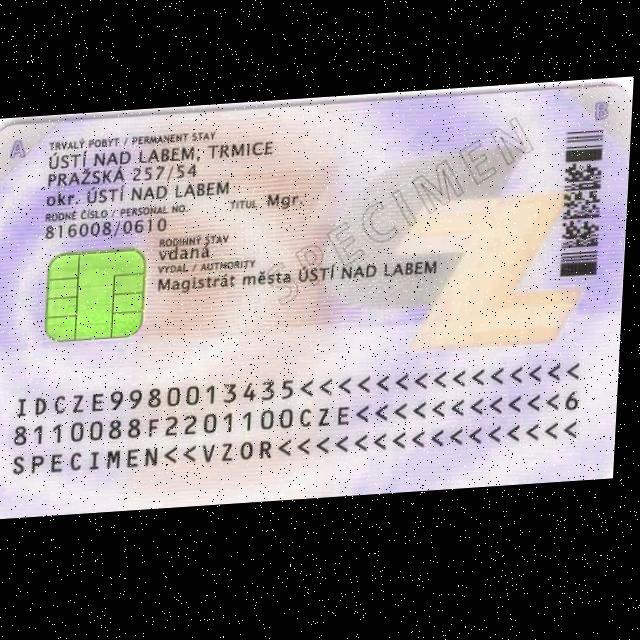 A B
TRVALÝ POBYT / PERMANENT STAY
ÚSTÍ NAD LABEM, TRMICE
PRAŽSKÁ 257/54
okr. ÚSTÍ NAD LABEM
RODNÉ ČÍSLO / PERSONAL NO. TITUL Mgr.
816008/0610
RODINNÝ STAV
vdaná
VYDAL / AUTHORITY
Magistrát města ÚSTÍ NAD LABEM
SPECIMEN
IDCZE9980013435<<<<<<<<<<<<<<<
8110088F2201100CZE<<<<<<<<<<<6
SPECIMEN<<VZOR<<<<<<<<<<<<<<<<